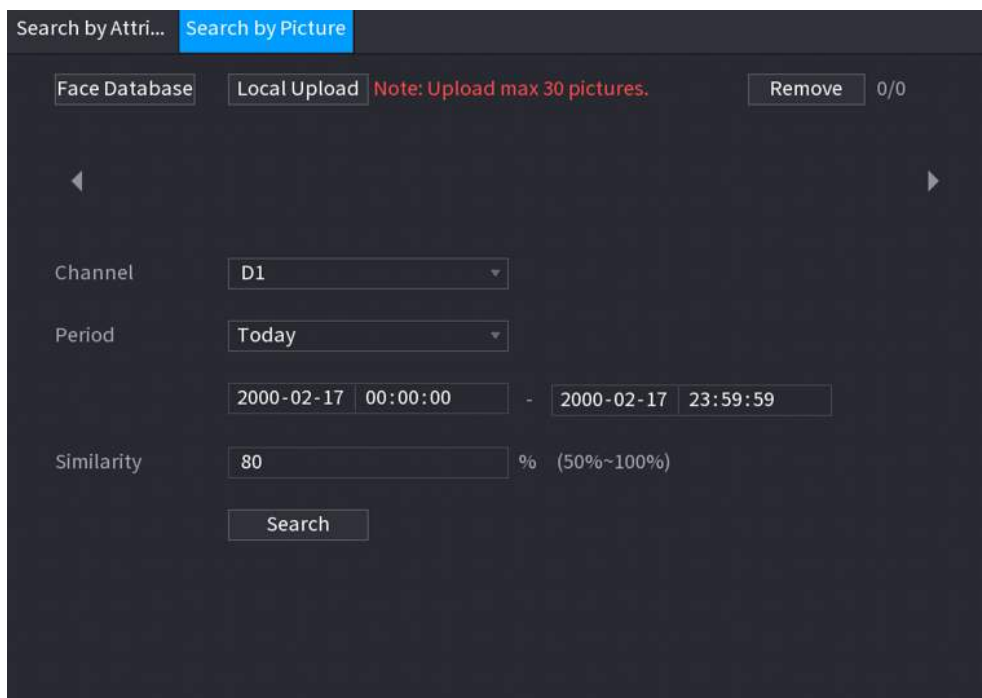 Search by Attri... Search by Picture
Face Database Local Upload Note: Upload max 30 pictures. Remove 0/0
Channel D1
Period Today
2000-02-17 00:00:00 - 2000-02-17 23:59:59
Similarity 80 % (50%~100%)
Search